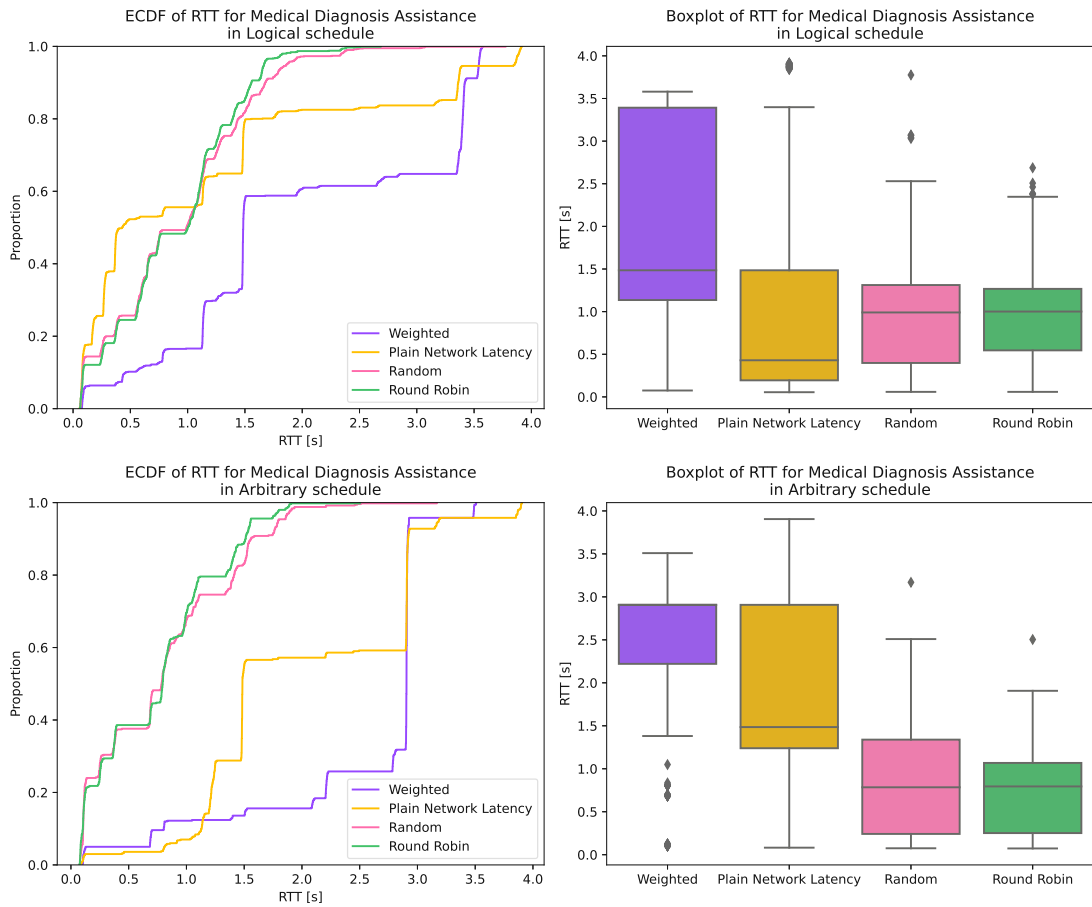 ECDF of RTT for Medical Diagnosis Assistance
in Logical schedule
1.0
0.8
0.6
0.4
0.2
0.0
Proportion
0.0 0.5 1.0 1.5 2.0 2.5 3.0 3.5 4.0
RTT [s]
Weighted
Plain Network Latency
Random
Round Robin
Boxplot of RTT for Medical Diagnosis Assistance
in Logical schedule
4.0
3.5
3.0
2.5
2.0
1.5
1.0
0.5
0.0
RTT [s]
Weighted Plain Network Latency Random Round Robin
ECDF of RTT for Medical Diagnosis Assistance
in Arbitrary schedule
1.0
0.8
0.6
0.4
0.2
0.0
Proportion
0.0 0.5 1.0 1.5 2.0 2.5 3.0 3.5 4.0
RTT [s]
Weighted
Plain Network Latency
Random
Round Robin
Boxplot of RTT for Medical Diagnosis Assistance
in Arbitrary schedule
4.0
3.5
3.0
2.5
2.0
1.5
1.0
0.5
0.0
RTT [s]
Weighted Plain Network Latency Random Round Robin